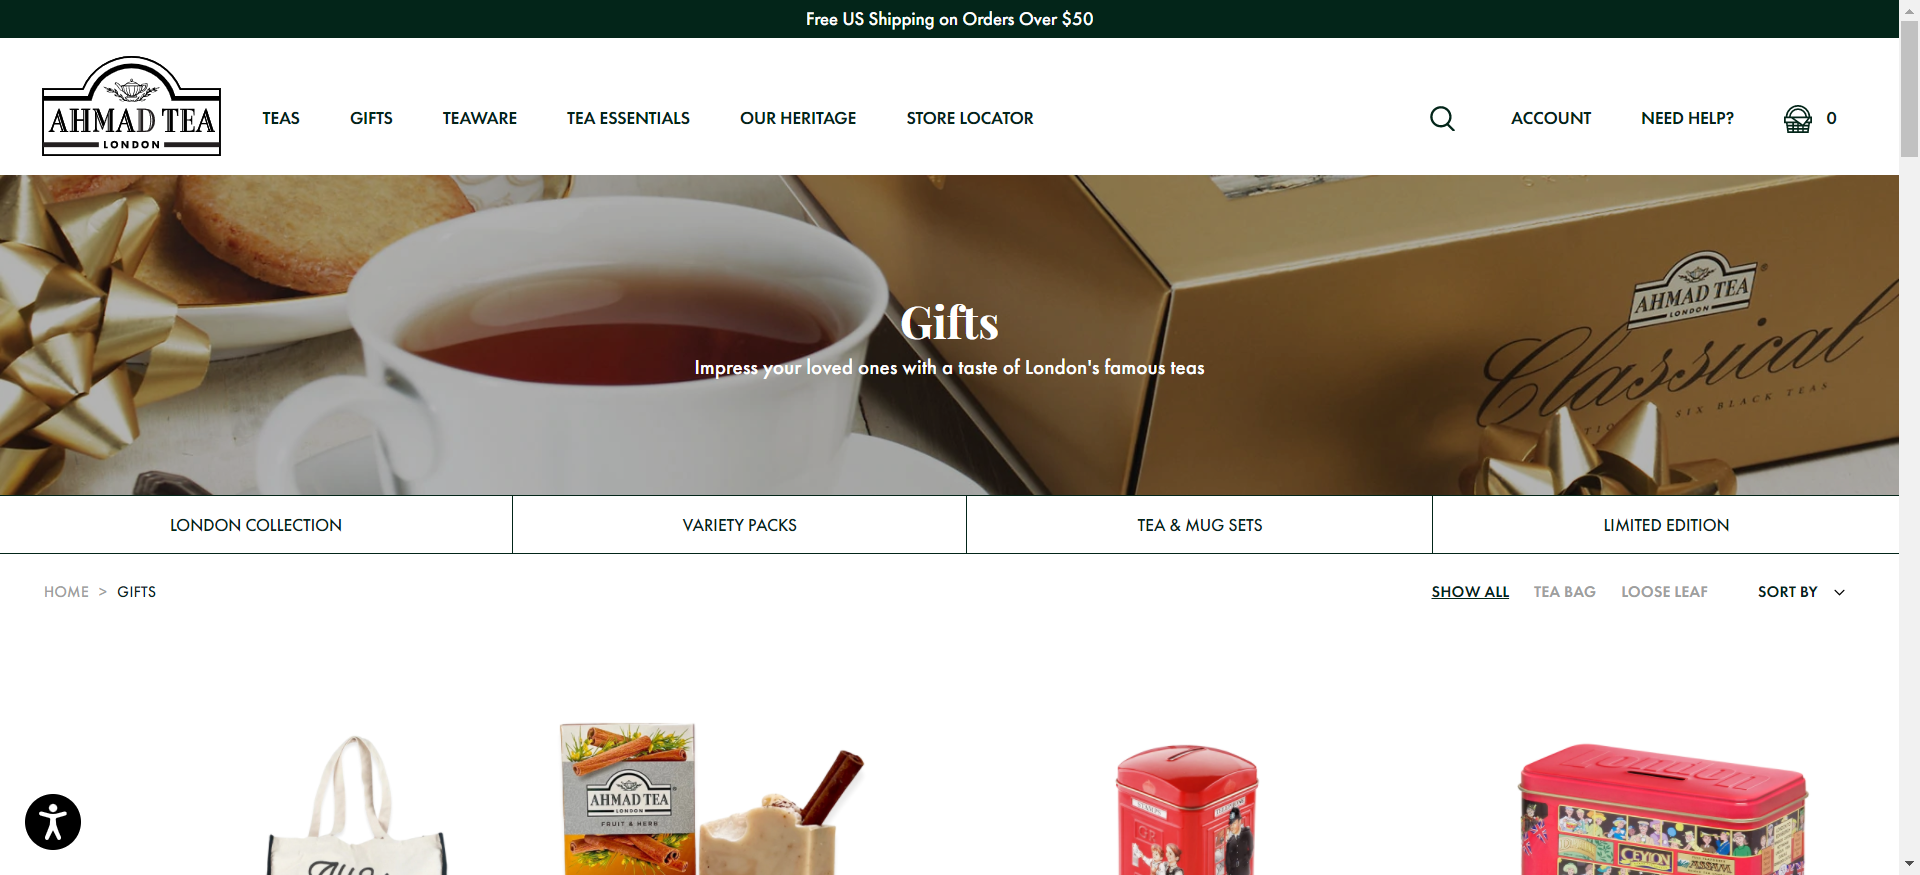 Free US Shipping on Orders Over $50
AHMAD TEA
LONDON
TEAS
GIFTS
TEAWARE
TEA ESSENTIALS
OUR HERITAGE
STORE LOCATOR
ACCOUNT
NEED HELP?
0
AHMAD TEA
LONDON
Classical
SIX BLACK TEAS
Gifts
Impress your loved ones with a taste of London's famous teas
LONDON COLLECTION
VARIETY PACKS
TEA & MUG SETS
LIMITED EDITION
HOME > GIFTS
SHOW ALL
TEA BAG
LOOSE LEAF
SORT BY
AHMAD TEA
LONDON
FRUIT & HERB
STAMPS
LONDON
CEYLON
ASSAM